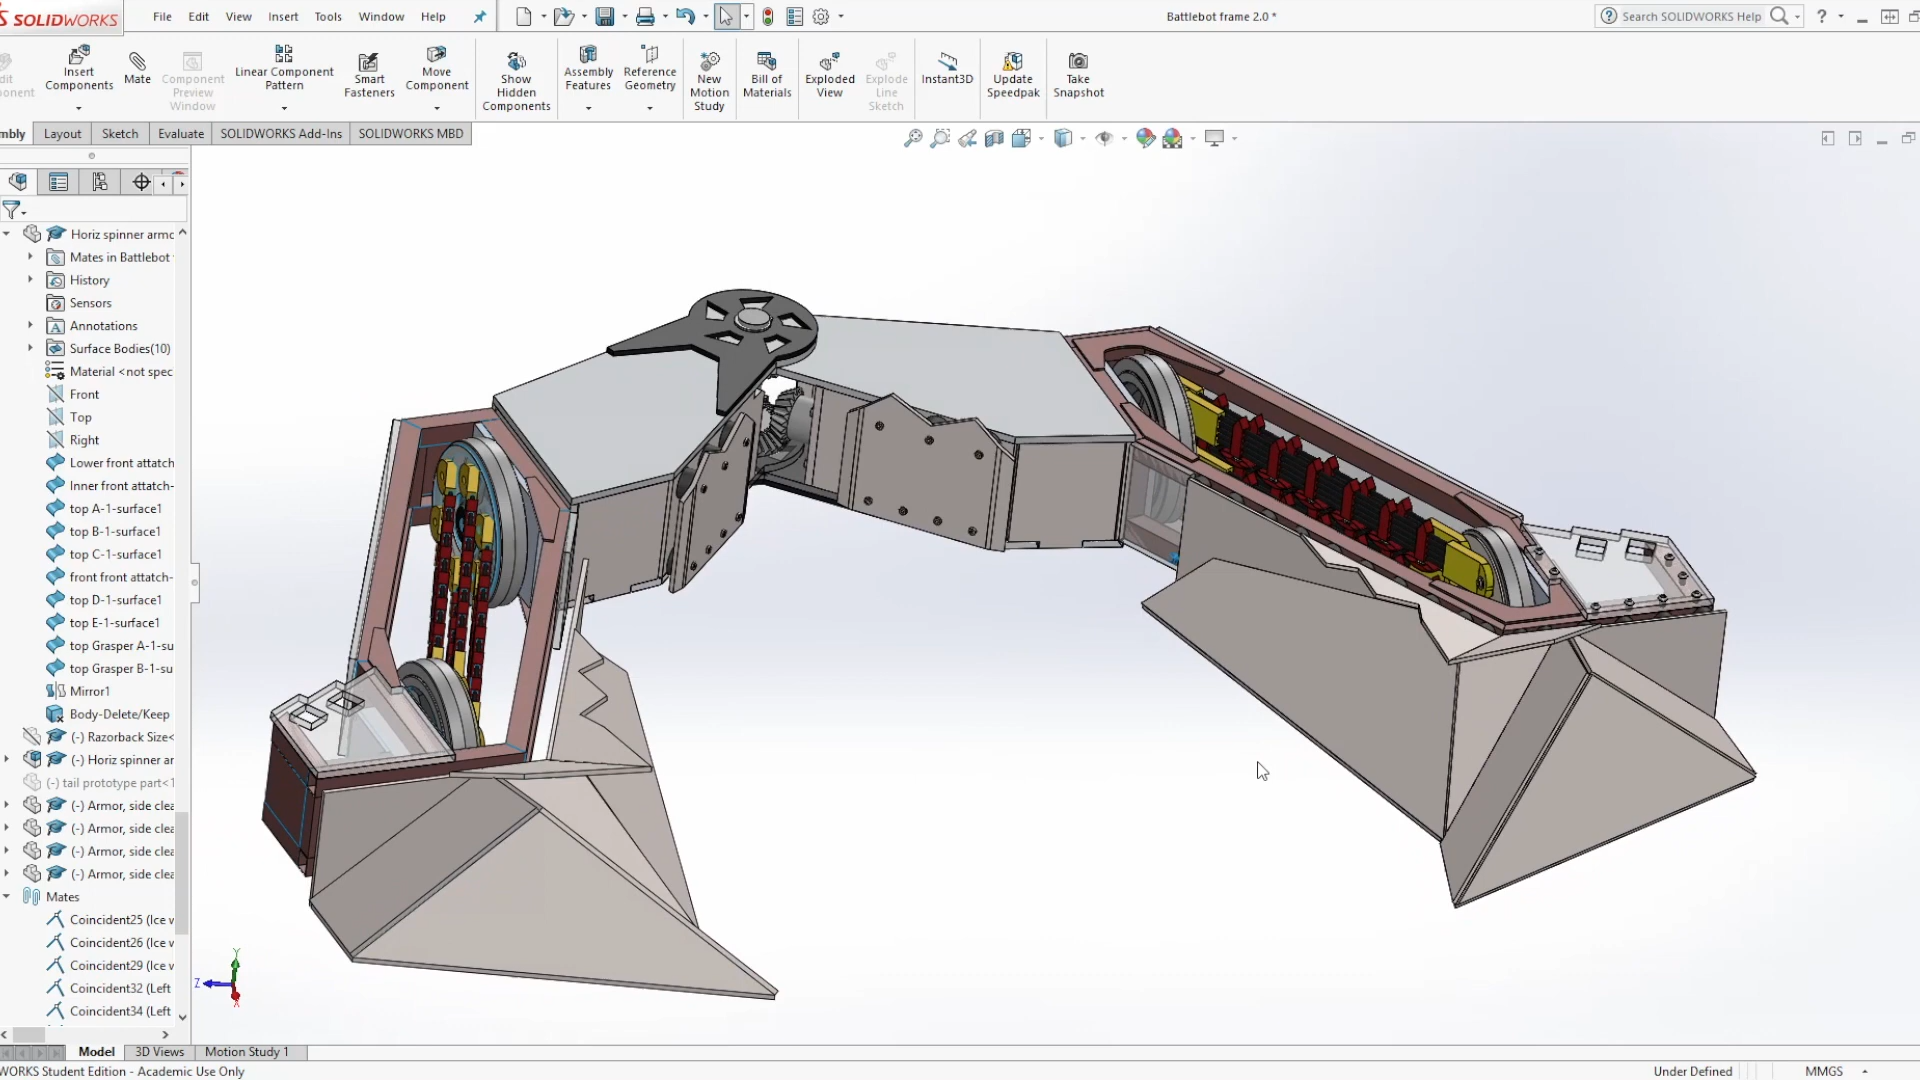 SOLIDWORKS File Edit View Insert Tools Window Help Battlebot frame 2.0 * Search SOLIDWORKS Help ?
Insert Components
Mate
Component Preview Window
Linear Component Pattern
Smart Fasteners
Move Component
Show Hidden Components
Assembly Features
Reference Geometry
New Motion Study
Bill of Materials
Exploded View
Explode Line Sketch
Instant3D
Update Speedpak
Take Snapshot
mbly Layout Sketch Evaluate SOLIDWORKS Add-Ins SOLIDWORKS MBD
Horiz spinner armo
Mates in Battlebot
History
Sensors
Annotations
Surface Bodies(10)
Material <not spec
Front
Top
Right
Lower front attatch
Inner front attatch-
top A-1-surface1
top B-1-surface1
top C-1-surface1
front front attatch-
top D-1-surface1
top E-1-surface1
top Grasper A-1-su
top Grasper B-1-su
Mirror1
Body-Delete/Keep
(-) Razorback Size<
(-) Horiz spinner ar
(-) tail prototype part<1
(-) Armor, side clea
(-) Armor, side clea
(-) Armor, side clea
(-) Armor, side clea
Mates
Coincident25 (Ice w
Coincident26 (Ice w
Coincident29 (Ice w
Coincident32 (Left
Coincident34 (Left
Y
Z
X
Model 3D Views Motion Study 1
WORKS Student Edition - Academic Use Only Under Defined MMGS